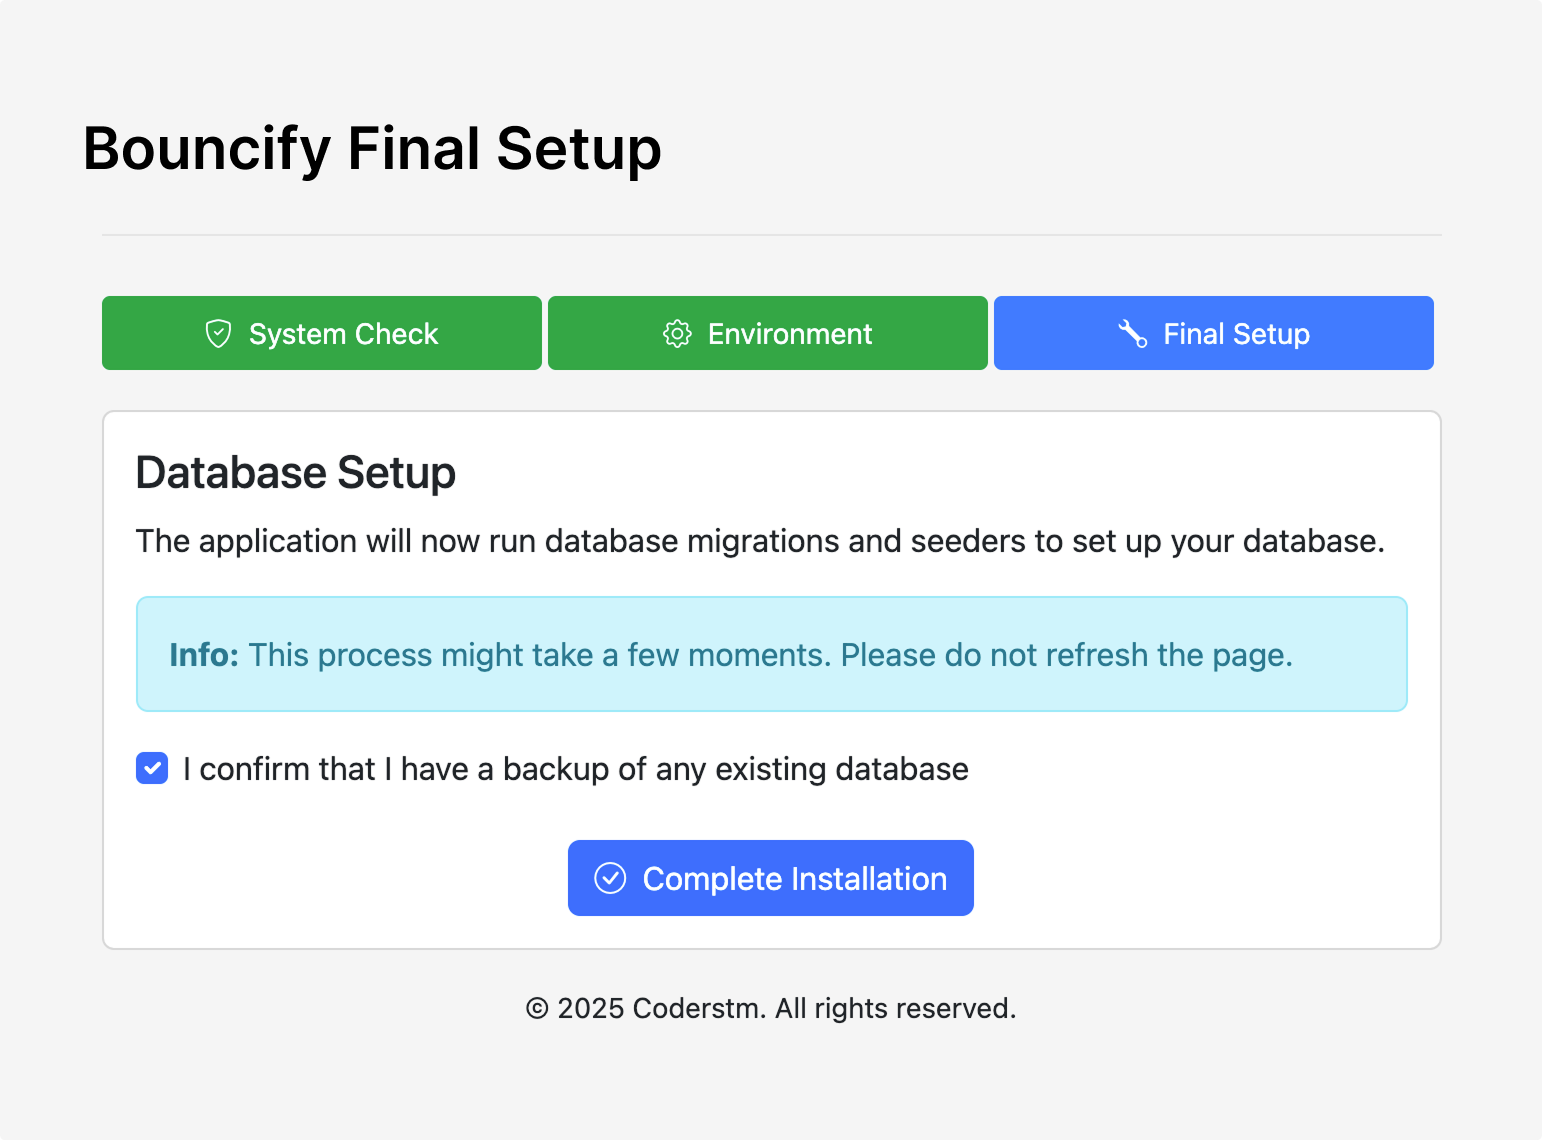 Bouncify Final Setup
System Check
Environment
Final Setup
Database Setup
The application will now run database migrations and seeders to set up your database.
Info: This process might take a few moments. Please do not refresh the page.
I confirm that I have a backup of any existing database
Complete Installation
© 2025 Coderstm. All rights reserved.